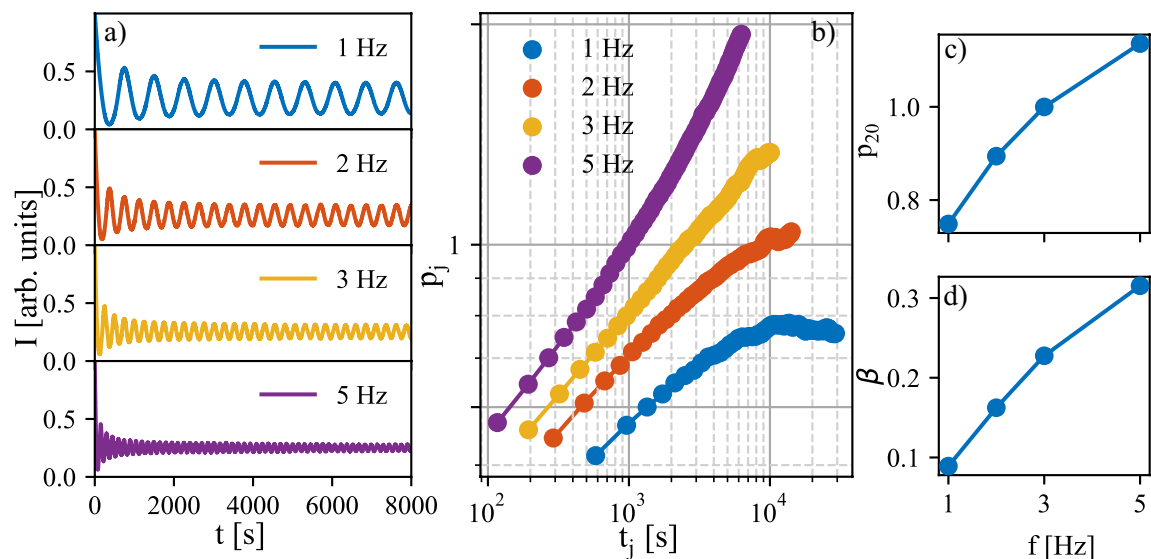 a)
1 Hz
0.5
0.0
2 Hz
0.5
0.0
3 Hz
0.5
0.0
5 Hz
0.5
0.0
0 2000 4000 6000 8000
t [s]
I [arb. units]
b)
1 Hz
2 Hz
3 Hz
5 Hz
1
p_j
10^2 10^3 10^4
t_j [s]
c)
1.0
0.8
p_20
d)
0.3
0.2
0.1
β
1 3 5
f [Hz]